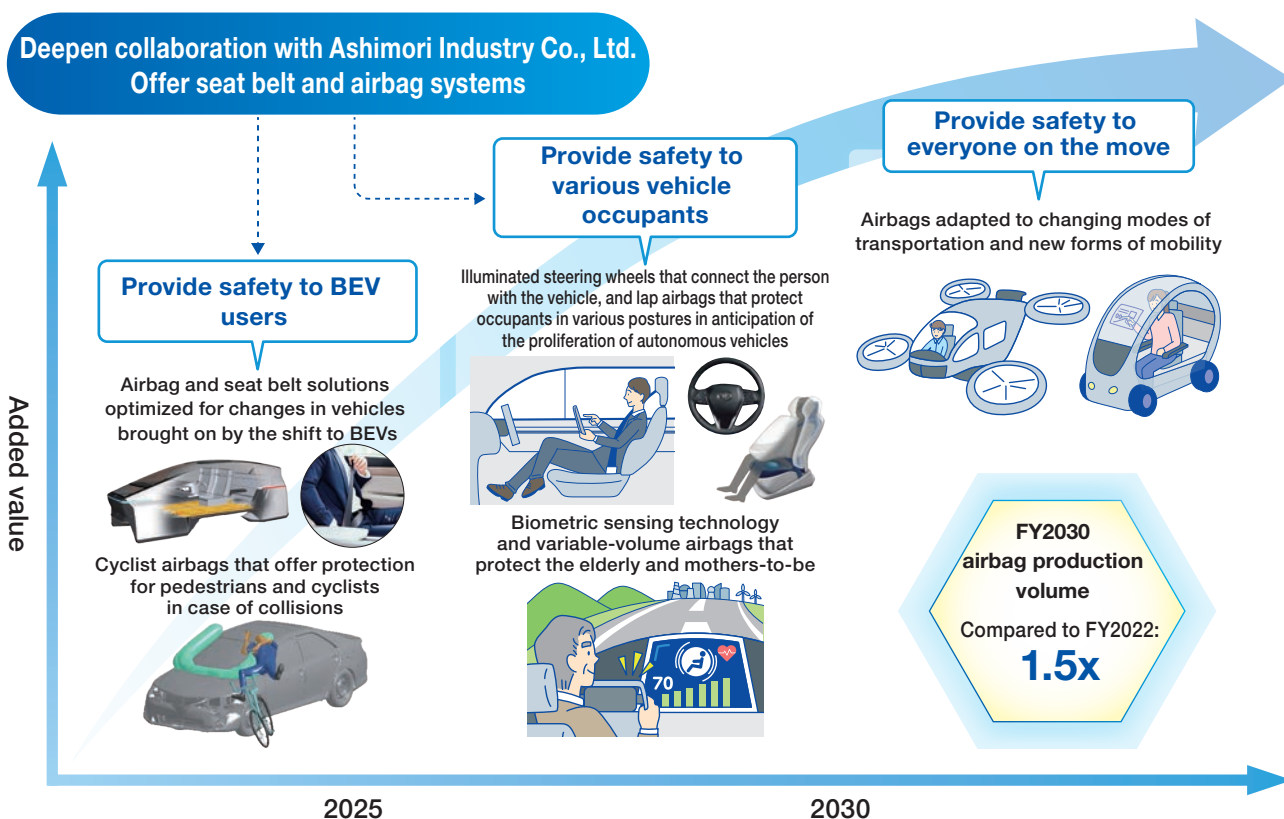 Deepen collaboration with Ashimori Industry Co., Ltd.
Offer seat belt and airbag systems
Provide safety to BEV
users
Airbag and seat belt solutions
optimized for changes in vehicles
brought on by the shift to BEVs
Cyclist airbags that offer protection
for pedestrians and cyclists
in case of collisions
Provide safety to
various vehicle
occupants
Illuminated steering wheels that connect the person
with the vehicle, and lap airbags that protect
occupants in various postures in anticipation of
the proliferation of autonomous vehicles
Biometric sensing technology
and variable-volume airbags that
protect the elderly and mothers-to-be
70
Provide safety to
everyone on the move
Airbags adapted to changing modes of
transportation and new forms of mobility
FY2030
airbag production
volume
Compared to FY2022:
1.5x
Added value
2025
2030